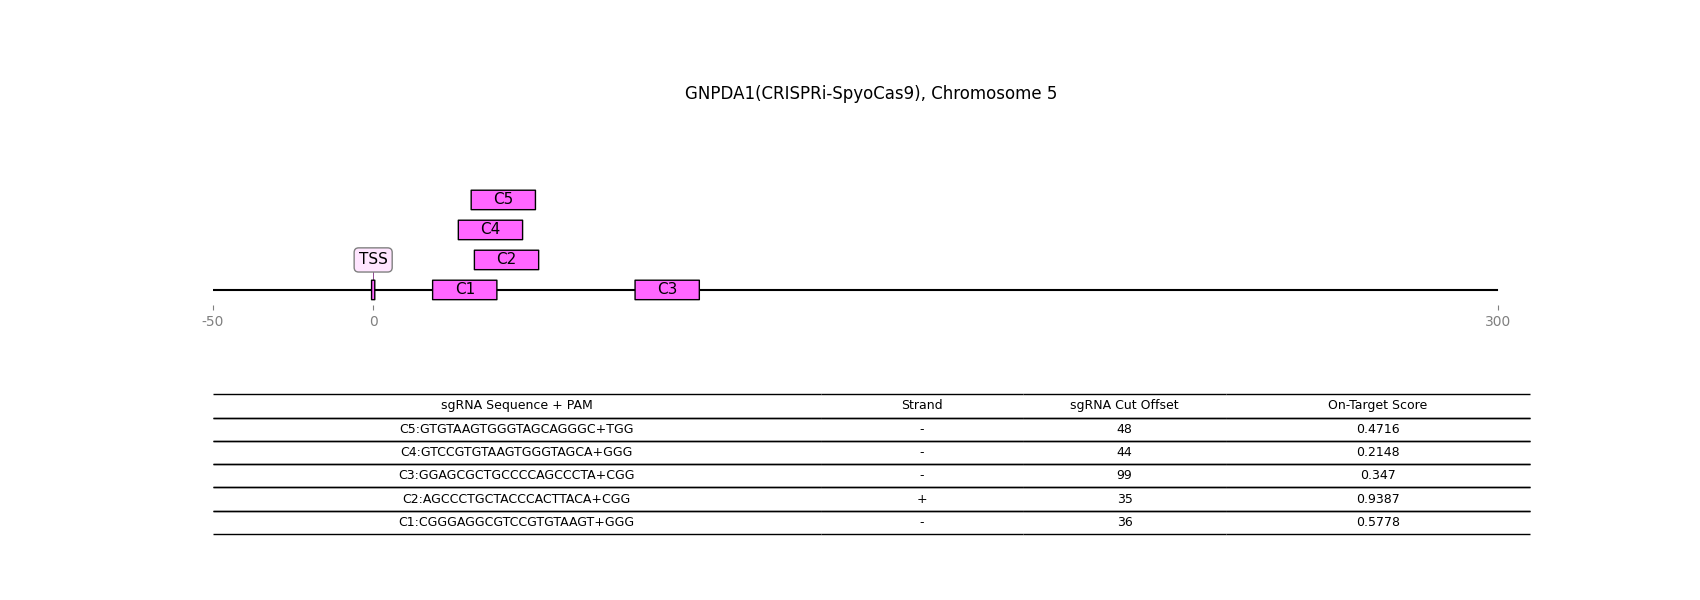 GNPDA1(CRISPRi-SpyoCas9), Chromosome 5
C5
C4
TSS C2
C1 C3
-50 0 300
sgRNA Sequence + PAM Strand sgRNA Cut Offset On-Target Score
C5:GTGTAAGTGGGTAGCAGGGC+TGG - 48 0.4716
C4:GTCCGTGTAAGTGGGTAGCA+GGG - 44 0.2148
C3:GGAGCGCTGCCCCAGCCCTA+CGG - 99 0.347
C2:AGCCCTGCTACCCACTTACA+CGG + 35 0.9387
C1:CGGGAGGCGTCCGTGTAAGT+GGG - 36 0.5778